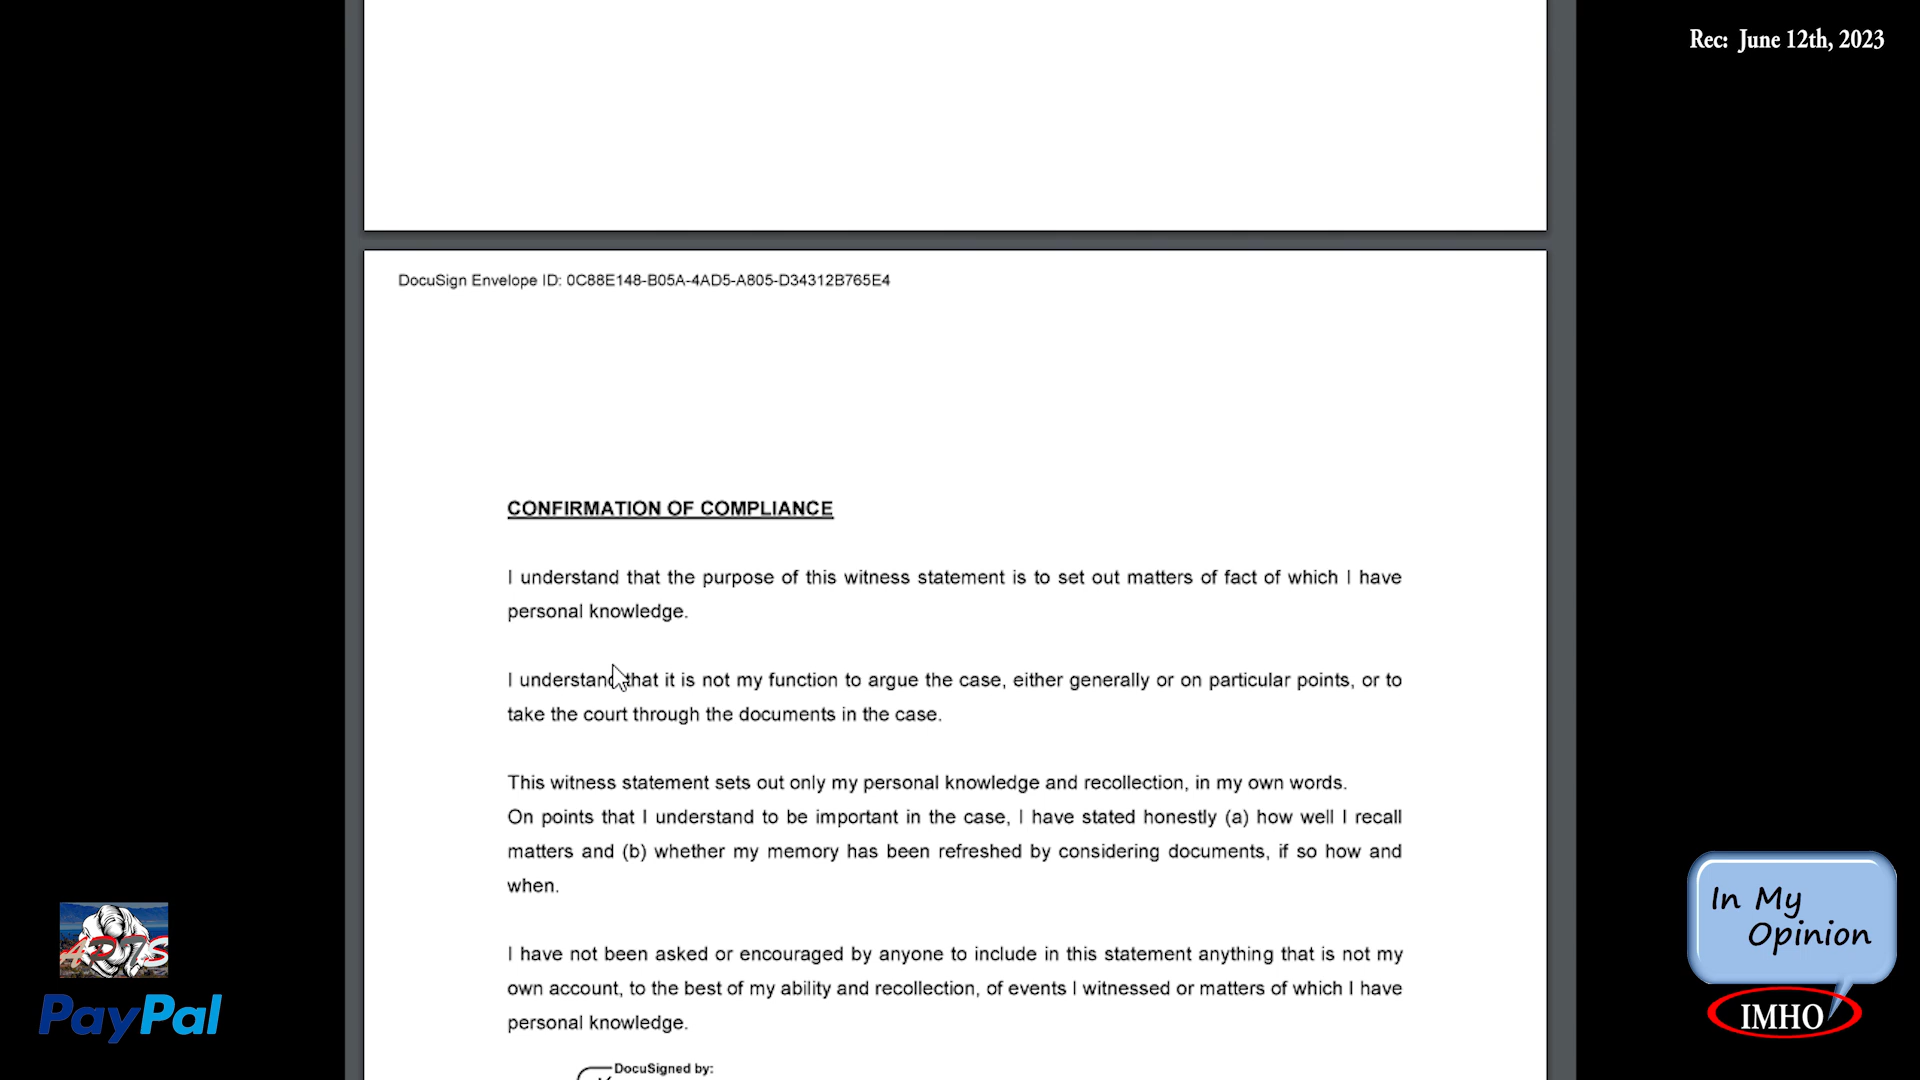 Rec: June 12th, 2023
DocuSign Envelope ID: 0C88E148-B05A-4AD5-A805-D34312B765E4
CONFIRMATION OF COMPLIANCE
I understand that the purpose of this witness statement is to set out matters of fact of which I have
personal knowledge.
I understand that it is not my function to argue the case, either generally or on particular points, or to
take the court through the documents in the case.
This witness statement sets out only my personal knowledge and recollection, in my own words.
On points that I understand to be important in the case, I have stated honestly (a) how well I recall
matters and (b) whether my memory has been refreshed by considering documents, if so how and
when.
I have not been asked or encouraged by anyone to include in this statement anything that is not my
own account, to the best of my ability and recollection, of events I witnessed or matters of which I have
personal knowledge.
DocuSigned by:
PayPal
In My
Opinion
IMHO